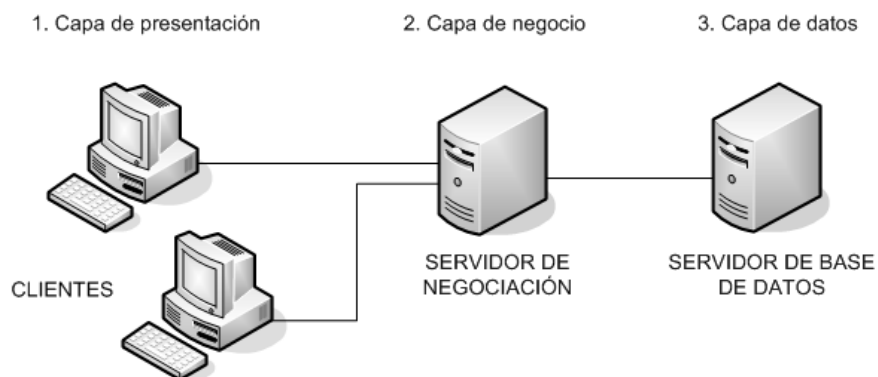 1. Capa de presentación
2. Capa de negocio
3. Capa de datos
CLIENTES
SERVIDOR DE
NEGOCIACIÓN
SERVIDOR DE BASE
DE DATOS